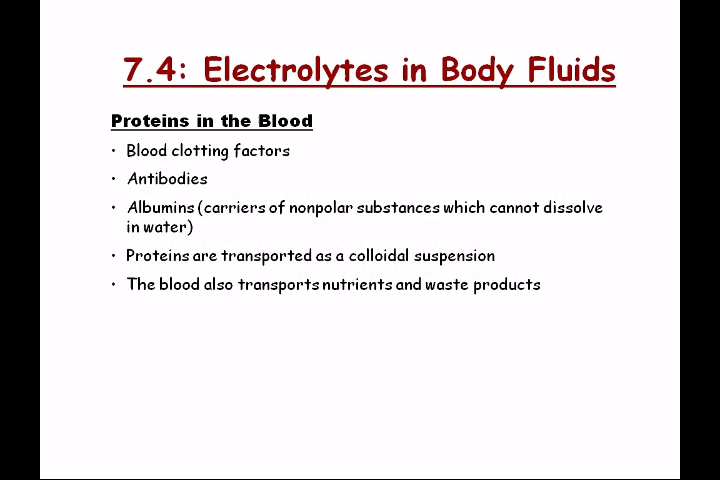 7.4: Electrolytes in Body Fluids
Proteins in the Blood
• Blood clotting factors
• Antibodies
• Albumins (carriers of nonpolar substances which cannot dissolve
in water)
• Proteins are transported as a colloidal suspension
• The blood also transports nutrients and waste products